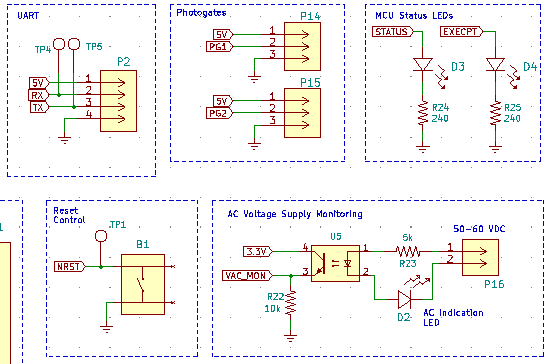 UART
TP4 TP5
P2
5V 1
RX 2
TX 3
4
Photogates
P14
5V 1
PG1 2
3
P15
5V 1
PG2 2
3
MCU Status LEDs
STATUS EXECPT
D3 D4
R24 R25
240 240
Reset
Control
TP1
B1
NRST
AC Voltage Supply Monitoring
U5
3.3V 4 1
VAC_MON 3 2
R22
10k
5k
R23
50-60 VDC
1
2
P16
D2
AC Indication
LED
1